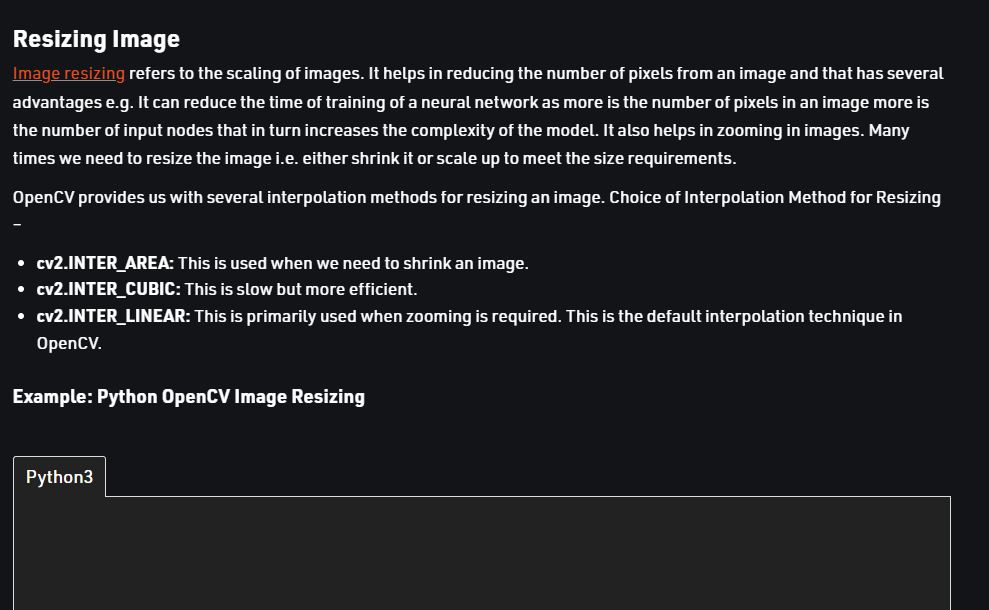 Resizing Image
Image resizing refers to the scaling of images. It helps in reducing the number of pixels from an image and that has several
advantages e.g. It can reduce the time of training of a neural network as more is the number of pixels in an image more is
the number of input nodes that in turn increases the complexity of the model. It also helps in zooming in images. Many
times we need to resize the image i.e. either shrink it or scale up to meet the size requirements.
OpenCV provides us with several interpolation methods for resizing an image. Choice of Interpolation Method for Resizing
–
• cv2.INTER_AREA: This is used when we need to shrink an image.
• cv2.INTER_CUBIC: This is slow but more efficient.
• cv2.INTER_LINEAR: This is primarily used when zooming is required. This is the default interpolation technique in
OpenCV.
Example: Python OpenCV Image Resizing
Python3